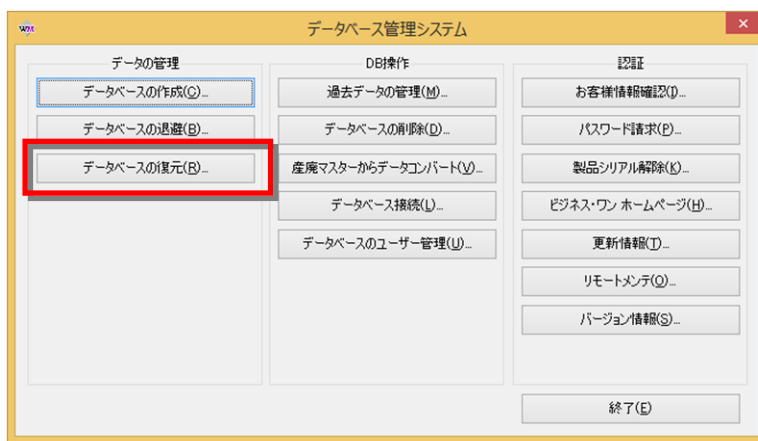 WM
データベース管理システム
×
データの管理
データベースの作成(C)...
データベースの退避(B)...
データベースの復元(R)...
DB操作
過去データの管理(M)...
データベースの削除(D)...
産廃マスターからデータコンバート(V)...
データベース接続(L)...
データベースのユーザー管理(U)...
認証
お客様情報確認(I)...
パスワード請求(P)...
製品シリアル解除(K)...
ビジネス・ワン ホームページ(H)...
更新情報(T)...
リモートメンテ(O)...
バージョン情報(S)...
終了(E)